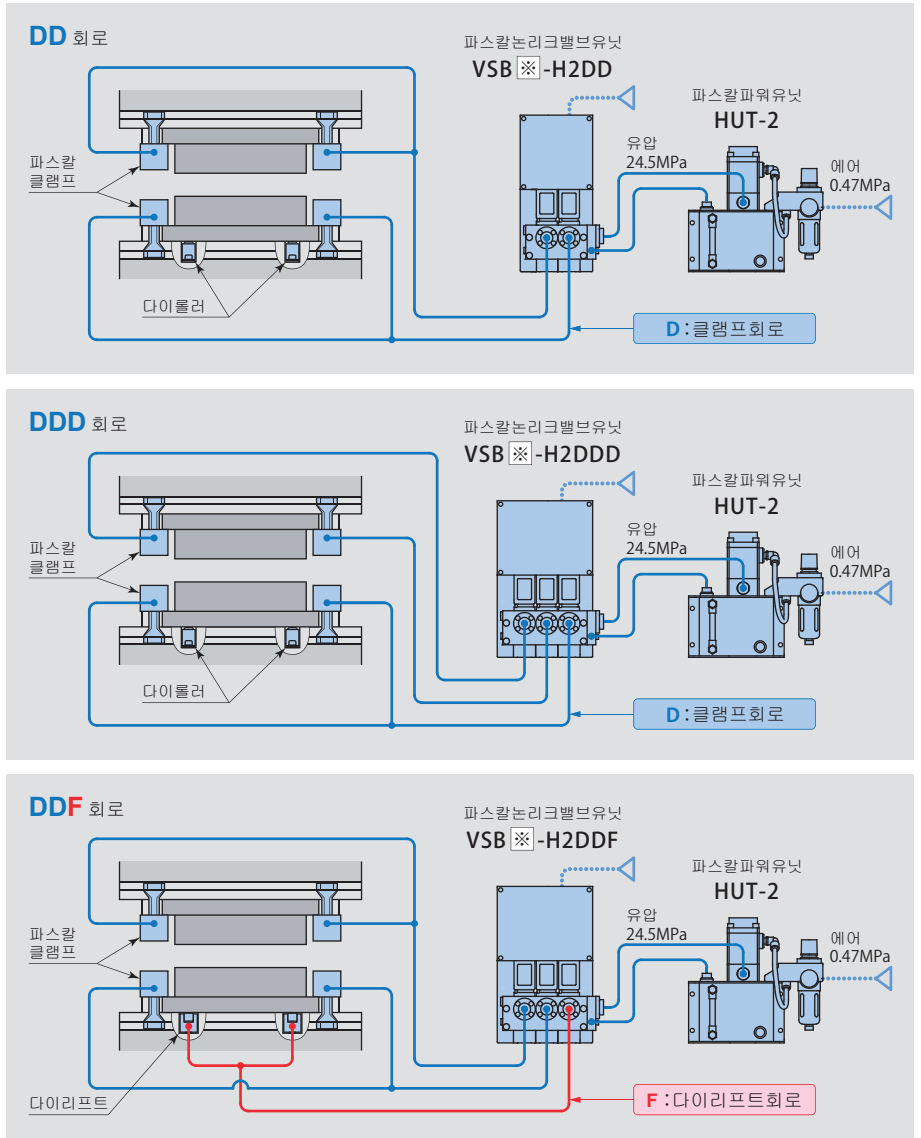 DD 회로
파스칼논리크밸브유닛
VSB ※ -H2DD
파스칼파워유닛
HUT-2
유압
24.5MPa
에어
0.47MPa
파스칼
클램프
다이롤러
D : 클램프회로
DDD 회로
파스칼논리크밸브유닛
VSB ※ -H2DDD
파스칼파워유닛
HUT-2
유압
24.5MPa
에어
0.47MPa
파스칼
클램프
다이롤러
D : 클램프회로
DDF 회로
파스칼논리크밸브유닛
VSB ※ -H2DDF
파스칼파워유닛
HUT-2
유압
24.5MPa
에어
0.47MPa
파스칼
클램프
다이리프트
F : 다이리프트회로